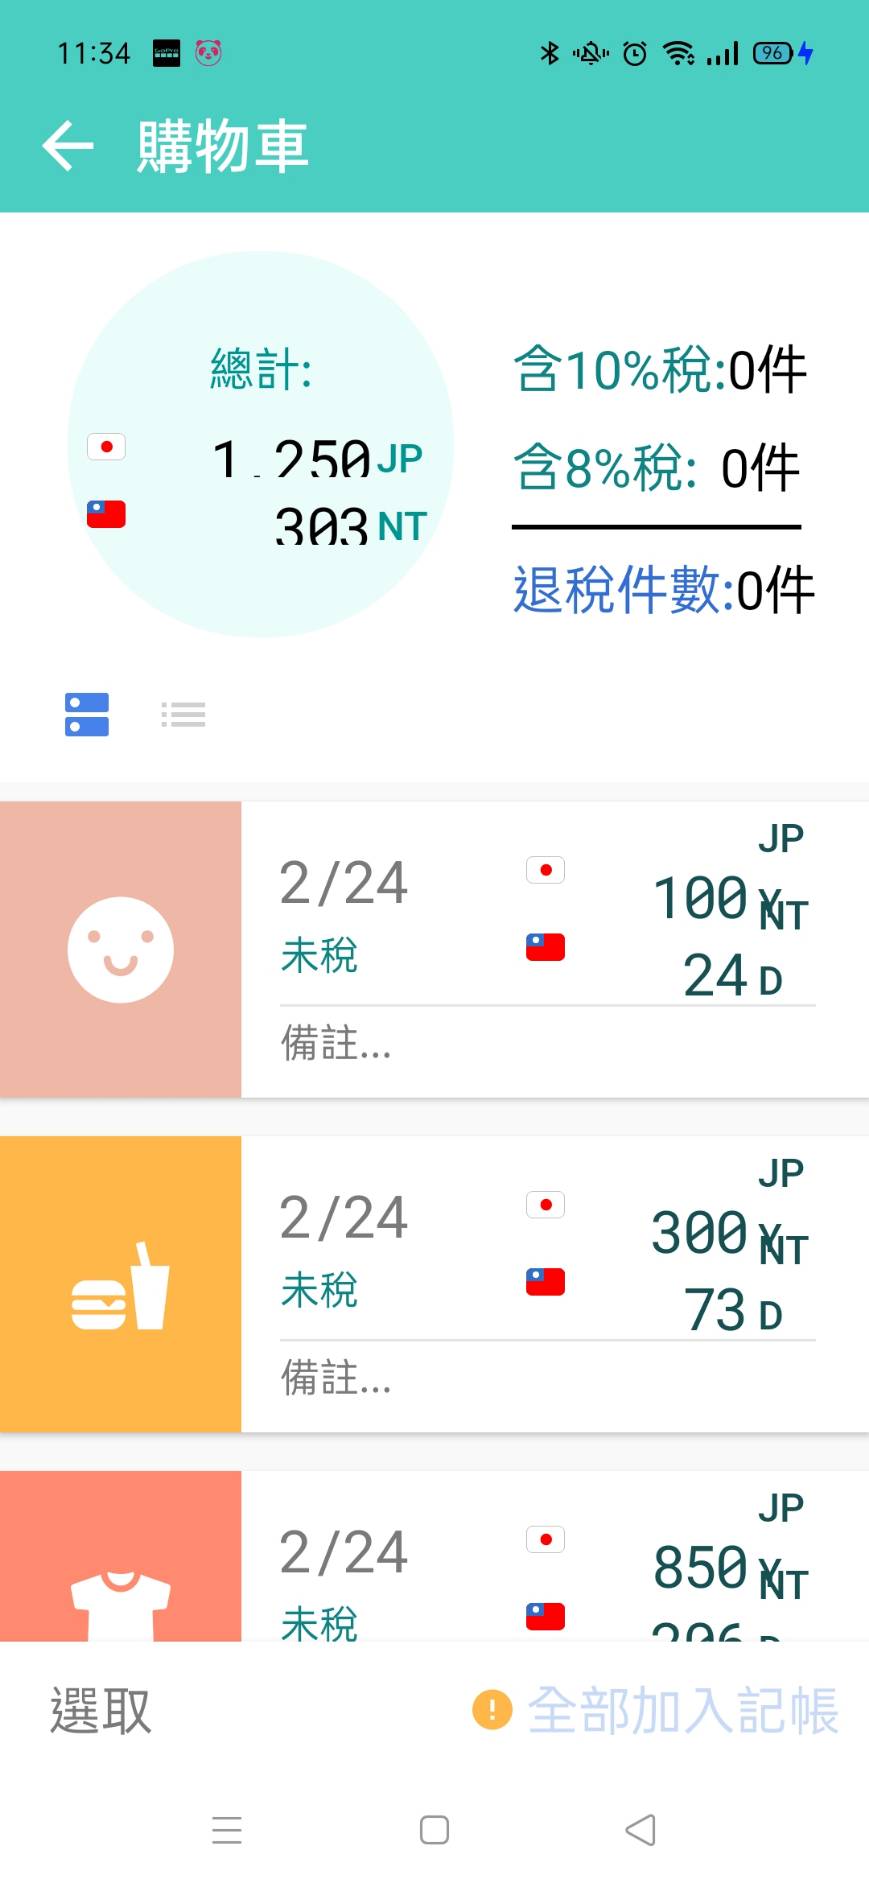 11:34
96
購物車
總計:
1,250 JP
303 NT
含10%稅:0件
含8%稅: 0件
退稅件數:0件
2/24
未稅
JP
100 Y
NT
24 D
備註...
2/24
未稅
JP
300 Y
NT
73 D
備註...
2/24
未稅
JP
850 Y
NT
206 D
選取
全部加入記帳